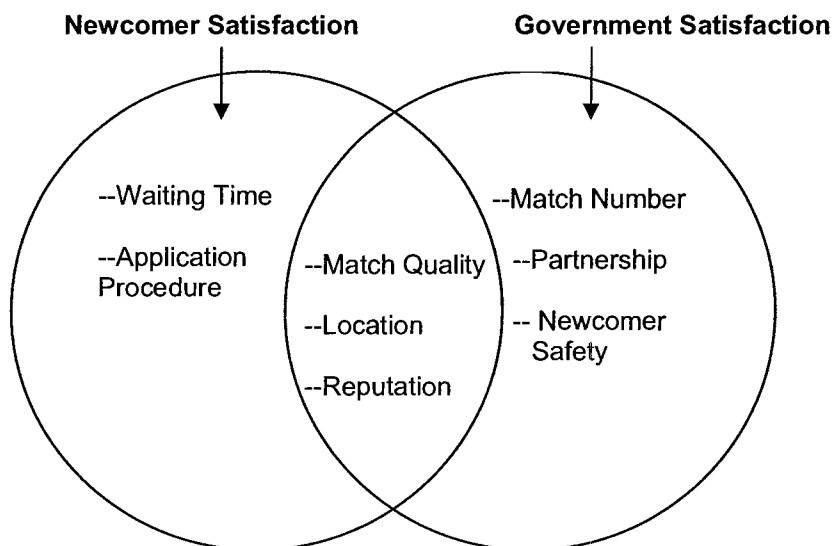 Newcomer Satisfaction
Government Satisfaction
--Waiting Time
--Application
Procedure
--Match Quality
--Location
--Reputation
--Match Number
--Partnership
-- Newcomer
Safety